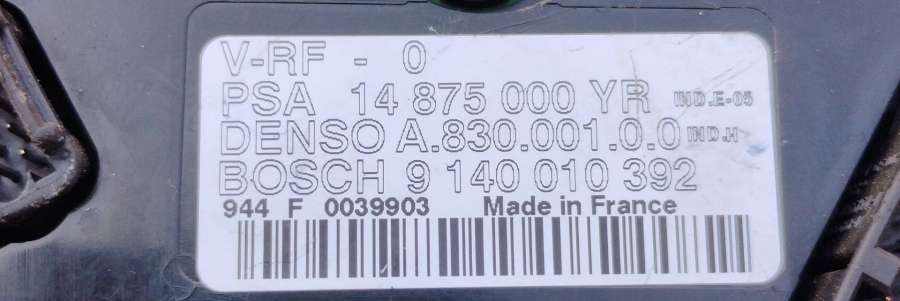 V-RF - 0
PSA 14 875 000 YR IND.E-05
DENSO A.830.001.0.0 IND.H
BOSCH 9 140 010 392
944 F 0039903 Made in France